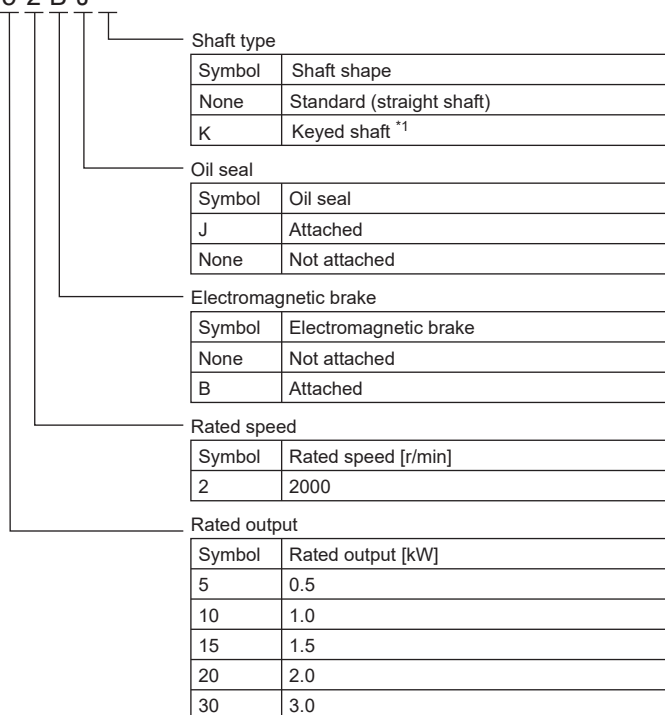 2 B J
Shaft type
Symbol Shaft shape
None Standard (straight shaft)
K Keyed shaft *1
Oil seal
Symbol Oil seal
J Attached
None Not attached
Electromagnetic brake
Symbol Electromagnetic brake
None Not attached
B Attached
Rated speed
Symbol Rated speed [r/min]
2 2000
Rated output
Symbol Rated output [kW]
5 0.5
10 1.0
15 1.5
20 2.0
30 3.0